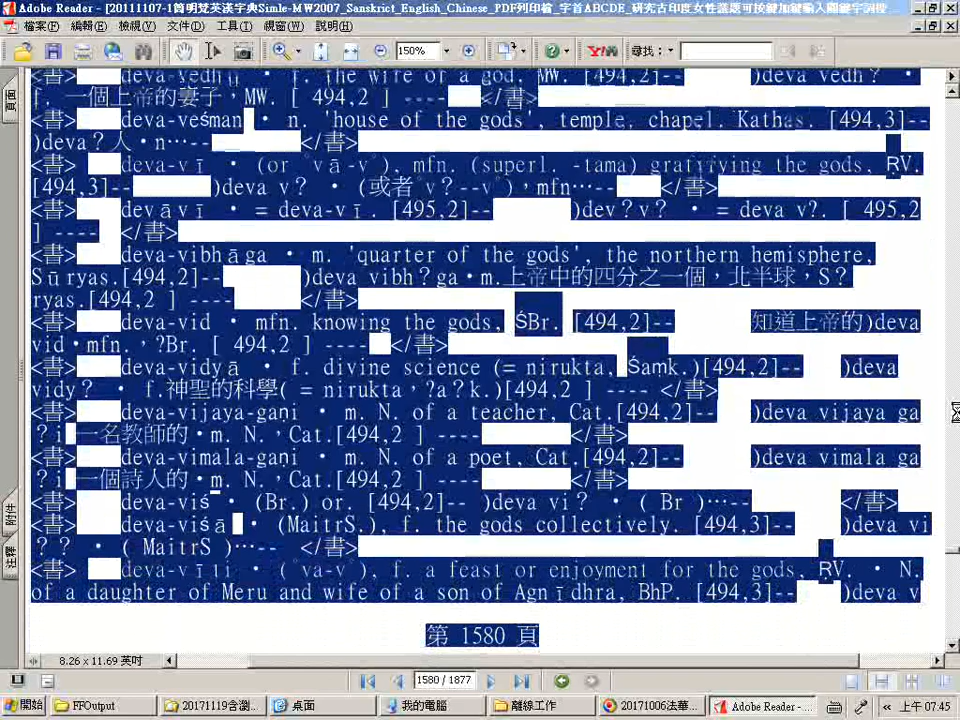 Adobe Reader - [20111107-1簡明梵英漢字典Simle-MW2007_Sanskrict_English_Chinese_PDF列印檔_字首ABCDE_研究古印度女性議題可按
檔案(F) 編輯(E) 檢視(V) 文件(D) 工具(T) 視窗(W) 說明(H)
150% 尋找：
頁面
附件
註釋
<書> deva-vedhū • f. the wife of a god, MW. [494,2]-- )deva vedh？ •
f. 一個上帝的妻子，MW. [ 494,2 ] ---- </書>
<書> deva-veśman • n. 'house of the gods', temple, chapel. Kathas. [494,3]--
)deva？人•n…-- </書>
<書> deva-vī • (or °vā-v°), mfn. (superl. -tama) gratifying the gods, ṚV.
[494,3]-- )deva v？ • (或者°v？--v°)，mfn…-- </書>
<書> devāvī • = deva-vī. [495,2]-- )dev？v？ • = deva v?. [ 495,2
] ---- </書>
<書> deva-vibhāga • m. 'quarter of the gods', the northern hemisphere,
Sūryas.[494,2]-- )deva vibh？ga•m.上帝中的四分之一個，北半球，S？
ryas.[494,2 ] ---- </書>
<書> deva-vid • mfn. knowing the gods, ŚBr. [494,2]-- 知道上帝的)deva
vid•mfn.，?Br. [ 494,2 ] ---- </書>
<書> deva-vidyā • f. divine science (= nirukta, Śaṃk.)[494,2]-- )deva
vidy？ • f.神聖的科學( = nirukta，?a？k.)[494,2 ] ---- </書>
<書> deva-vijaya-gaṇi • m. N. of a teacher, Cat.[494,2]-- )deva vijaya ga
？i 一名教師的•m. N.，Cat.[494,2 ] ---- </書>
<書> deva-vimala-gaṇi • m. N. of a poet, Cat.[494,2]-- )deva vimala ga
？i 一個詩人的•m. N.，Cat.[494,2 ] ---- </書>
<書> deva-viś • (Br.) or. [494,2]-- )deva vi？ • ( Br )…-- </書>
<書> deva-viśā • (MaitrS.), f. the gods collectively. [494,3]-- )deva vi
？？ • ( MaitrS )…-- </書>
<書> deva-vīti • (°va-v°), f. a feast or enjoyment for the gods, ṚV. • N.
of a daughter of Meru and wife of a son of Agnīdhra, BhP. [494,3]-- )deva v
第 1580 頁
8.26 x 11.69 英吋
1580 / 1877
開始 FFOutput 20171119含瀏... 桌面 我的電腦 離線工作 20171006法華... Adobe Reader - ... 上午 07:45